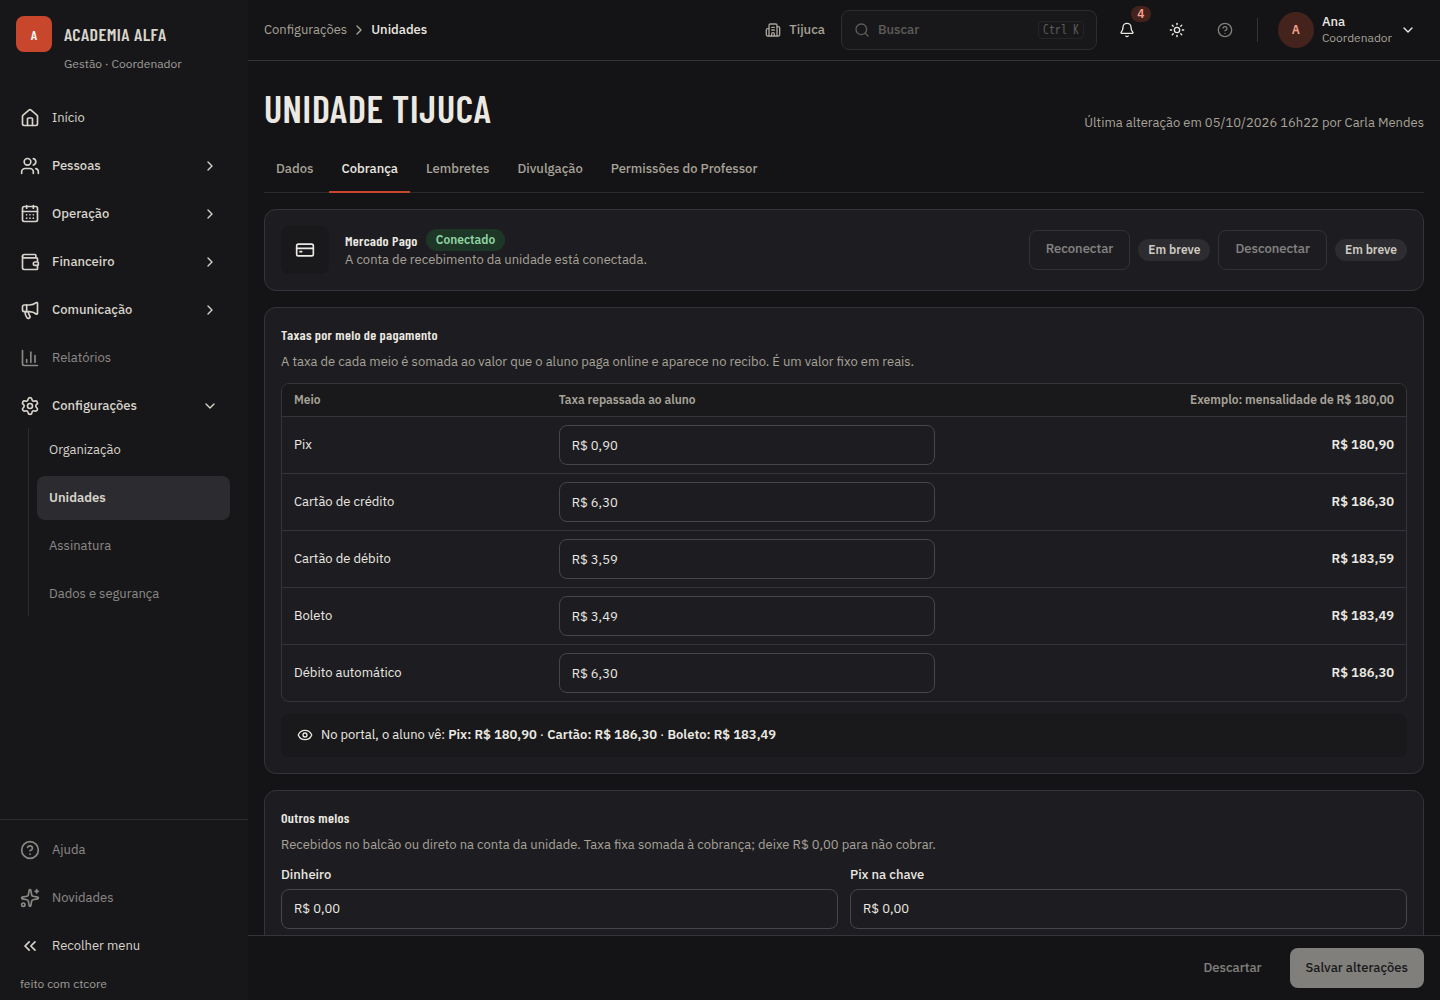 A
ACADEMIA ALFA
Gestão · Coordenador
Início
Pessoas
Operação
Financeiro
Comunicação
Relatórios
Configurações
Organização
Unidades
Assinatura
Dados e segurança
Ajuda
Novidades
Recolher menu
feito com ctcore
Configurações > Unidades
Tijuca
Buscar
Ctrl K
4
A
Ana
Coordenador
UNIDADE TIJUCA
Última alteração em 05/10/2026 16h22 por Carla Mendes
Dados Cobrança Lembretes Divulgação Permissões do Professor
Mercado Pago Conectado
A conta de recebimento da unidade está conectada.
Reconectar Em breve Desconectar Em breve
Taxas por meio de pagamento
A taxa de cada meio é somada ao valor que o aluno paga online e aparece no recibo. É um valor fixo em reais.
Meio Taxa repassada ao aluno Exemplo: mensalidade de R$ 180,00
Pix R$ 0,90 R$ 180,90
Cartão de crédito R$ 6,30 R$ 186,30
Cartão de débito R$ 3,59 R$ 183,59
Boleto R$ 3,49 R$ 183,49
Débito automático R$ 6,30 R$ 186,30
No portal, o aluno vê: Pix: R$ 180,90 · Cartão: R$ 186,30 · Boleto: R$ 183,49
Outros meios
Recebidos no balcão ou direto na conta da unidade. Taxa fixa somada à cobrança; deixe R$ 0,00 para não cobrar.
Dinheiro Pix na chave
R$ 0,00 R$ 0,00
Descartar Salvar alterações